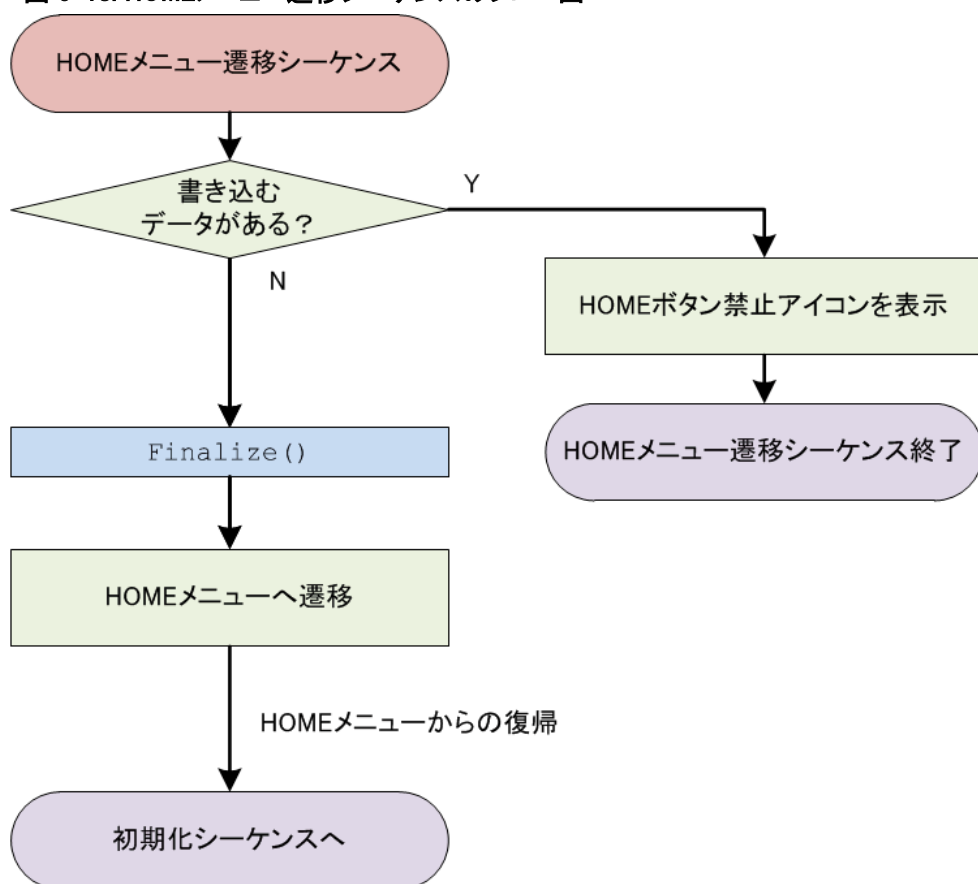 HOMEメニュー遷移シーケンス
書き込む
データがある？
Y
N
HOMEボタン禁止アイコンを表示
Finalize()
HOMEメニュー遷移シーケンス終了
HOMEメニューへ遷移
HOMEメニューからの復帰
初期化シーケンスへ